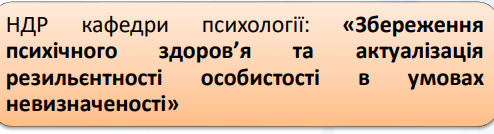 НДР кафедри психології: «Збереження
психічного здоров’я та актуалізація
резильєнтності особистості в умовах
невизначеності»